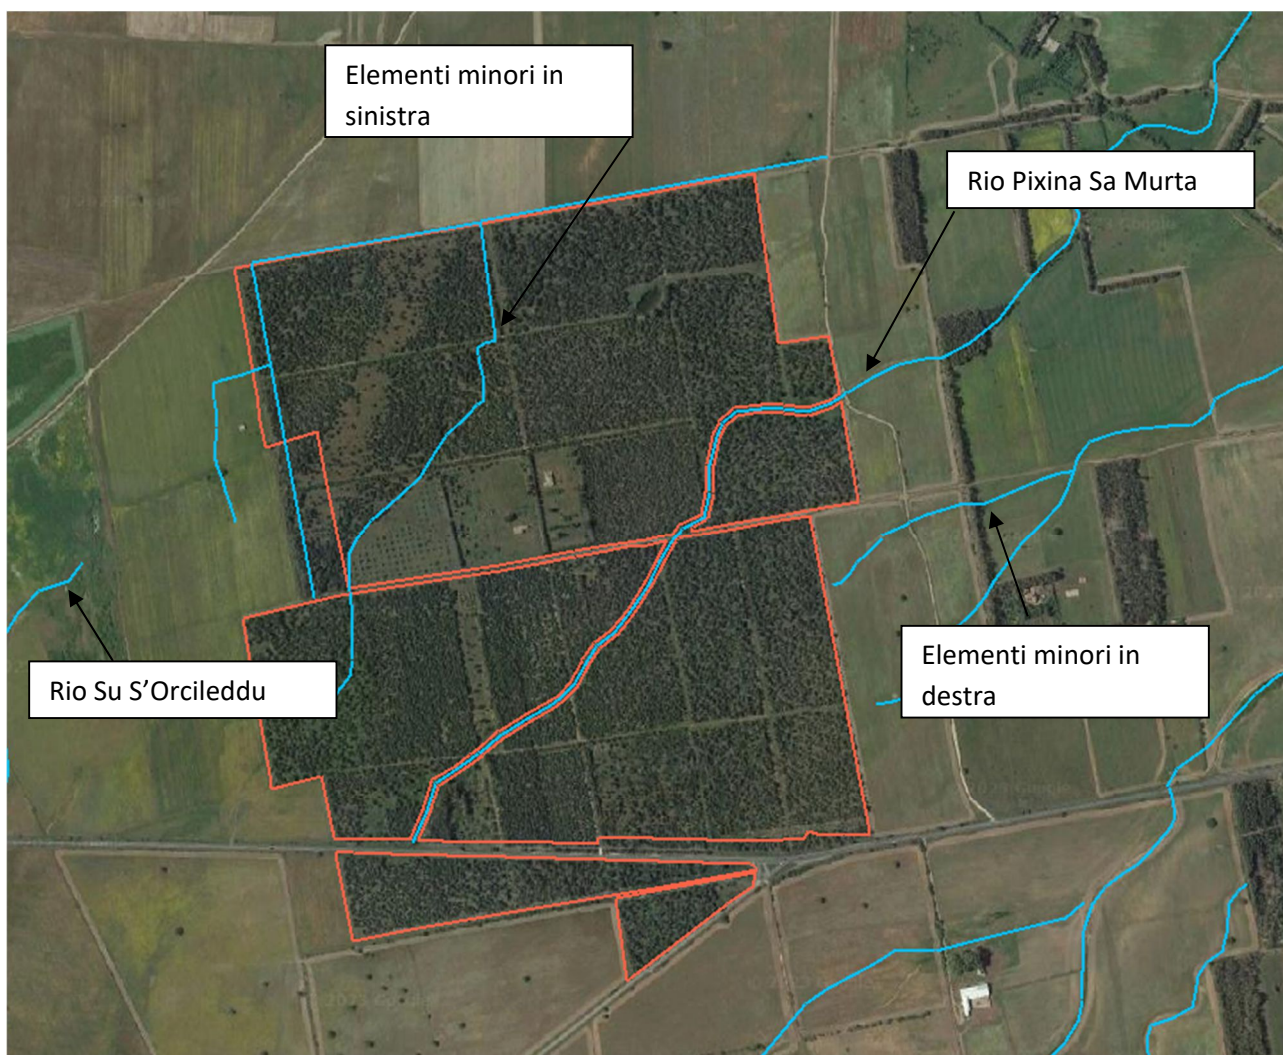 Elementi minori in
sinistra
Rio Pixina Sa Murta
Elementi minori in
destra
Rio Su S’Orcileddu